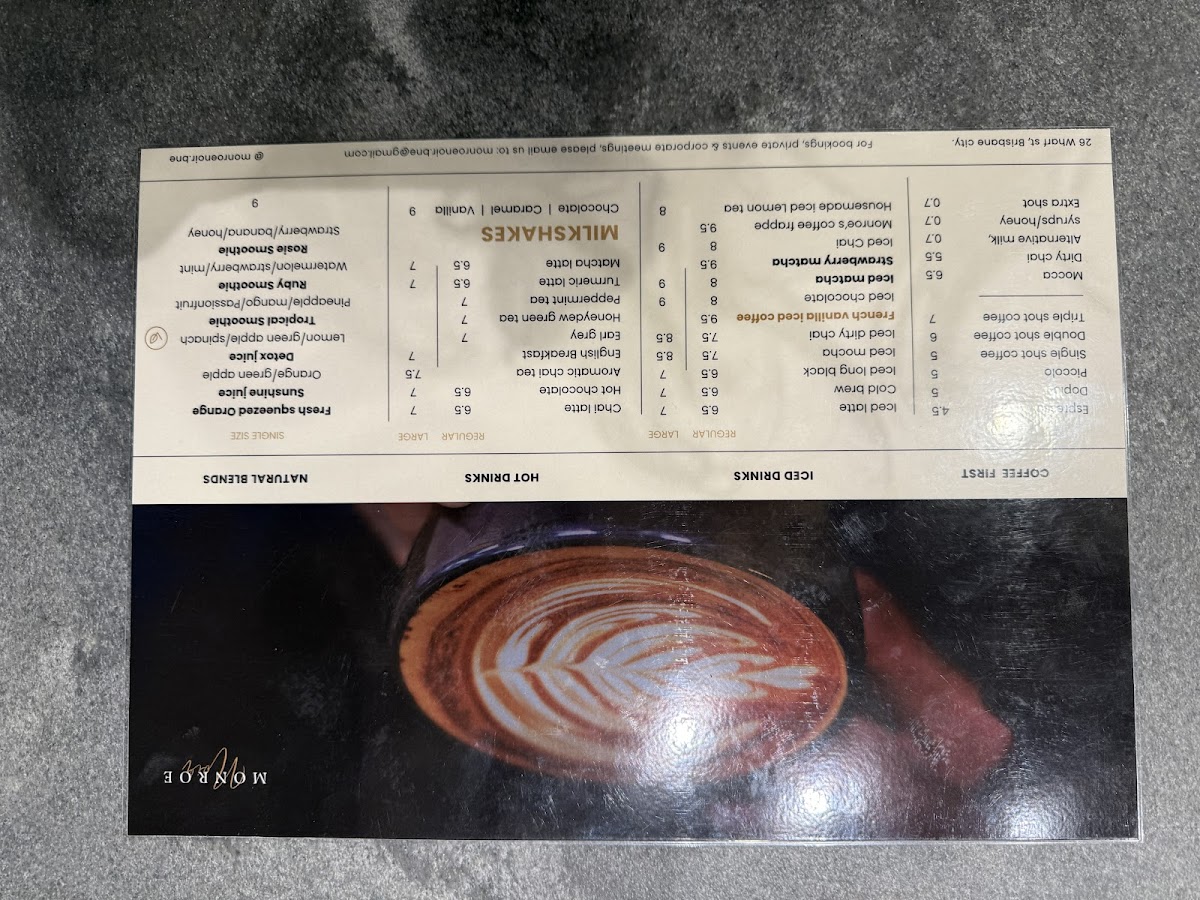 MONROE
Noir
COFFEE FIRST
4.5
5
Piccolo 5
Single shot coffee 5
Double shot coffee 6
Triple shot coffee 7
Mocca 6.5
Dirty chai 5.5
Alternative milk, 0.7
syrups/honey 0.7
Extra shot 0.7
ICED DRINKS
REGULAR LARGE
Iced latte 6.5 7
Cold brew 6.5 7
Iced long black 6.5 7
Iced mocha 7.5 8.5
Iced dirty chai 7.5 8.5
French vanilla iced coffee 9.5
Iced chocolate 8 9
Iced matcha 8 9
Strawberry matcha 9.5
Iced Chai 8 9
Monroe's coffee frappe 9.5
Housemade iced Lemon tea 8
HOT DRINKS
REGULAR LARGE
Chai latte 6.5 7
Hot chocolate 6.5 7
Aromatic chai tea 7.5
English Breakfast 7
Earl grey 7
Honeydew green tea 7
Peppermint tea 7
Turmeric latte 6.5 7
Matcha latte 6.5 7
MILKSHAKES
Chocolate | Caramel | Vanilla 9
NATURAL BLENDS
SINGLE SIZE
Fresh squeezed Orange
Sunshine juice
Orange/green apple
Detox juice
Lemon/green apple/spinach
Tropical Smoothie
Pineapple/mango/Passionfruit
Ruby Smoothie
Watermelon/strawberry/mint
Rosie Smoothie
Strawberry/banana/honey
9
26 Wharf st, Brisbane city.
For bookings, private events & corporate meetings, please email us to: monroenoir.bne@gmail.com
@ monroenoir.bne